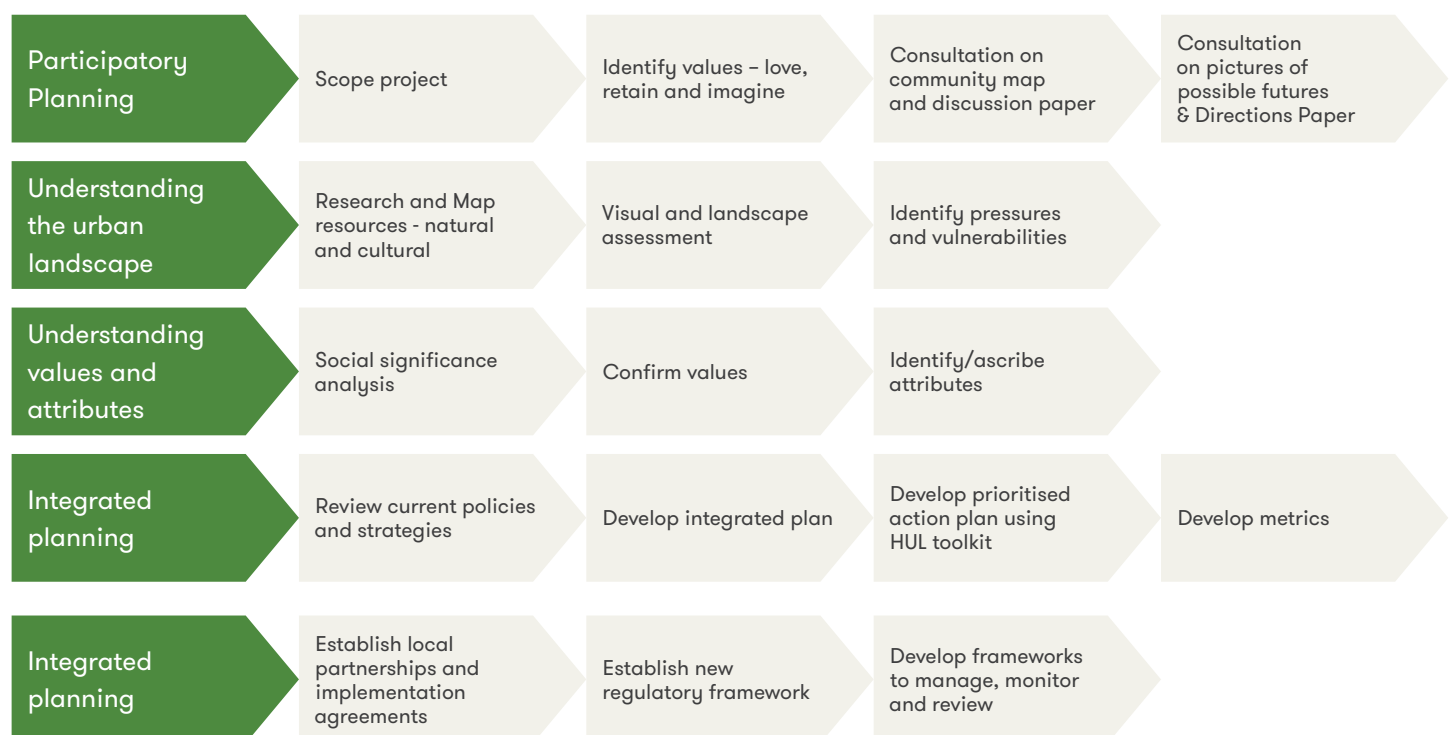 Participatory
Planning
Scope project
Identify values – love,
retain and imagine
Consultation on
community map
and discussion paper
Consultation
on pictures of
possible futures
& Directions Paper
Understanding
the urban
landscape
Research and Map
resources - natural
and cultural
Visual and landscape
assessment
Identify pressures
and vulnerabilities
Understanding
values and
attributes
Social significance
analysis
Confirm values
Identify/ascribe
attributes
Integrated
planning
Review current policies
and strategies
Develop integrated plan
Develop prioritised
action plan using
HUL toolkit
Develop metrics
Integrated
planning
Establish local
partnerships and
implementation
agreements
Establish new
regulatory framework
Develop frameworks
to manage, monitor
and review